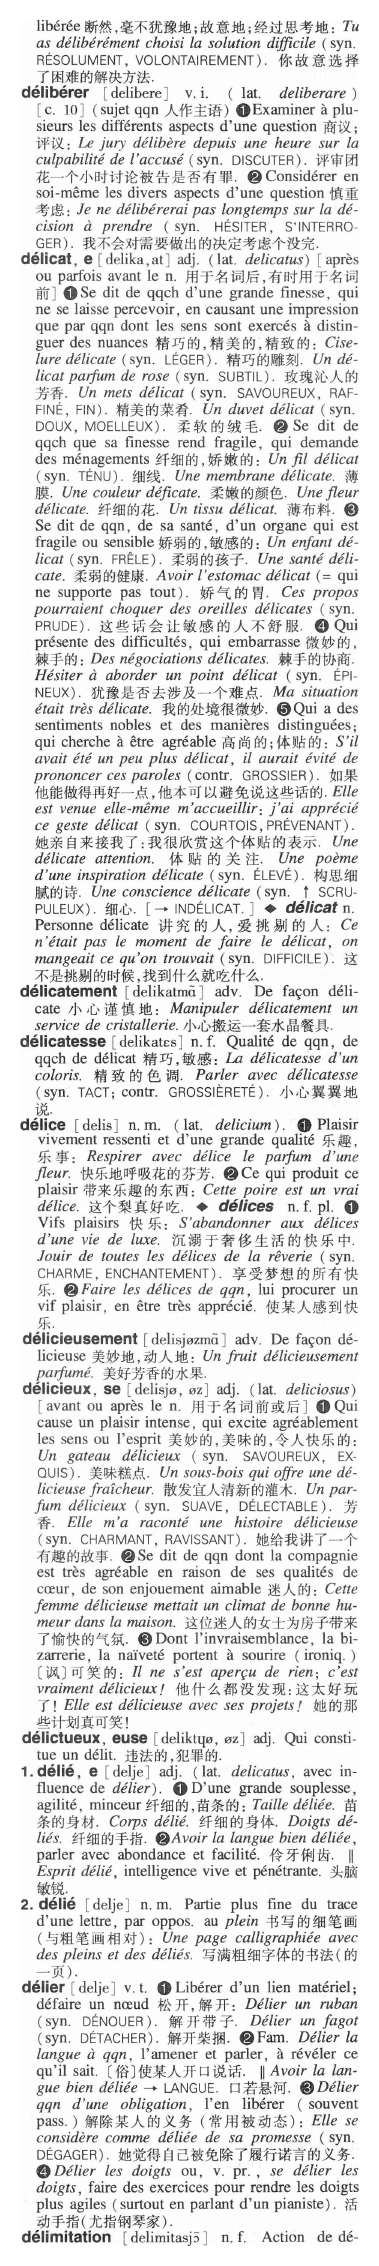 libérée 断然,毫不犹豫地;故意地;经过思考地: Tu
as délibérément choisi la solution difficile (syn.
RÉSOLUMENT, VOLONTAIREMENT). 你故意选择
了困难的解决方法.
délibérer [delibere] v. i. ( lat. deliberare )
[c. 10] (sujet qqn 人作主语) ❶Examiner à plu-
sieurs les différents aspects d'une question 商议;
评议: Le jury délibère depuis une heure sur la
culpabilité de l'accusé (syn. DISCUTER). 评审团
花一个小时讨论被告是否有罪. ❷Considérer en
soi-même les divers aspects d'une question 慎重
考虑: Je ne délibérerai pas longtemps sur la dé-
cision à prendre ( syn. HÉSITER, S'INTERRO-
GER). 我不会对需要做出的决定考虑个没完.
délicat, e [delika,at] adj. (lat. delicatus) [après
ou parfois avant le n. 用于名词后,有时用于名词
前] ❶Se dit de qqch d'une grande finesse, qui
ne se laisse percevoir, en causant une impression
que par qqn dont les sens sont exercés à distin-
guer des nuances 精巧的,精美的,精致的: Cise-
lure délicate (syn. LÉGER). 精巧的雕刻. Un dé-
licat parfum de rose (syn. SUBTIL). 玫瑰沁人的
芳香. Un mets délicat (syn. SAVOUREUX, RAF-
FINÉ, FIN). 精美的菜肴. Un duvet délicat (syn.
DOUX, MOELLEUX). 柔软的绒毛. ❷ Se dit de
qqch que sa finesse rend fragile, qui demande
des ménagements 纤细的,娇嫩的: Un fil délicat
(syn. TÉNU). 细线. Une membrane délicate. 薄
膜. Une couleur déficate. 柔嫩的颜色. Une fleur
délicate. 纤细的花. Un tissu délicat. 薄布料. ❸
Se dit de qqn, de sa santé, d'un organe qui est
fragile ou sensible 娇弱的,敏感的: Un enfant dé-
licat (syn. FRÊLE). 柔弱的孩子. Une santé déli-
cate. 柔弱的健康. Avoir l'estomac délicat (= qui
ne supporte pas tout). 娇气的胃. Ces propos
pourraient choquer des oreilles délicates (syn.
PRUDE). 这些话会让敏感的人不舒服. ❹ Qui
présente des difficultés, qui embarrasse 微妙的,
棘手的: Des négociations délicates. 棘手的协商.
Hésiter à aborder un point délicat (syn. ÉPI-
NEUX). 犹豫是否去涉及一个难点. Ma situation
était très délicate. 我的处境很微妙. ❺Qui a des
sentiments nobles et des manières distinguées;
qui cherche à être agréable 高尚的;体贴的: S'il
avait été un peu plus délicat, il aurait évité de
prononcer ces paroles (contr. GROSSIER). 如果
他能做得再好一点,他本可以避免说这些话的. Elle
est venue elle-même m'accueillir: j'ai apprécié
ce geste délicat ( syn. COURTOIS,PRÉVENANT).
她亲自来接我了:我很欣赏这个体贴的表示. Une
délicate attention. 体贴的关注. Une poème
d'une inspiration délicate (syn. ÉLEVÉ). 构思细
腻的诗. Une conscience délicate (syn. ↑ SCRU-
PULEUX). 细心. [→ INDÉLICAT. ] ◆ délicat n.
Personne délicate 讲究的人,爱挑剔的人: Ce
n'était pas le moment de faire le délicat, on
mangeait ce qu'on trouvait (syn. DIFFICILE). 这
不是挑剔的时候,找到什么就吃什么.
délicatement [delikatmɑ̃] adv. De façon déli-
cate 小心谨慎地: Manipuler délicatement un
service de cristallerie. 小心搬运一套水晶餐具.
délicatesse [delikatɛs] n. f. Qualité de qqn, de
qqch de délicat 精巧,敏感: La délicatesse d'un
coloris. 精致的色调. Parler avec délicatesse
(syn. TACT; contr. GROSSIÈRETÉ). 小心翼翼地
说.
délice [delis] n. m. ( lat. delicium). ❶ Plaisir
vivement ressenti et d'une grande qualité 乐趣,
乐事: Respirer avec délice le parfum d'une
fleur. 快乐地呼吸花的芬芳. ❷Ce qui produit ce
plaisir 带来乐趣的东西: Cette poire est un vrai
délice. 这个梨真好吃. ◆ délices n. f. pl. ❶
Vifs plaisirs 快乐: S'abandonner aux délices
d'une vie de luxe. 沉溺于奢侈生活的快乐中.
Jouir de toutes les délices de la rêverie (syn.
CHARME, ENCHANTEMENT). 享受梦想的所有快
乐. ❷Faire les délices de qqn, lui procurer un
vif plaisir, en être très apprécié. 使某人感到快
乐.
délicieusement [delisjøzmɑ̃] adv. De façon dé-
licieuse 美妙地,动人地: Un fruit délicieusement
parfumé. 美好芳香的水果.
délicieux, se [delisjø, øz] adj. (lat. deliciosus)
[avant ou après le n. 用于名词前或后] ❶Qui
cause un plaisir intense, qui excite agréablement
les sens ou l'esprit 美妙的,美味的,令人快乐的:
Un gateau délicieux ( syn. SAVOUREUX, EX-
QUIS). 美味糕点. Un sous-bois qui offre une dé-
licieuse fraîcheur. 散发宜人清新的灌木. Un par-
fum délicieux ( syn. SUAVE, DÉLECTABLE). 芳
香. Elle m'a raconté une histoire délicieuse
(syn. CHARMANT, RAVISSANT). 她给我讲了一个
有趣的故事. ❷Se dit de qqn dont la compagnie
est très agréable en raison de ses qualités de
cœur, de son enjouement aimable 迷人的: Cette
femme délicieuse mettait un climat de bonne hu-
meur dans la maison. 这位迷人的女士为房子带来
了愉快的气氛. ❸Dont l'invraisemblance, la bi-
zarrerie, la naïveté portent à sourire (ironiq. )
〔讽〕可笑的: Il ne s'est aperçu de rien; c'est
vraiment délicieux! 他什么都没发现:这太好玩
了! Elle est délicieuse avec ses projets! 她的那
些计划真可笑!
délictueux, euse [deliktɥø, øz] adj. Qui consti-
tue un délit. 违法的,犯罪的.
1. délié, e [delje] adj. (lat. delicatus, avec in-
fluence de délier). ❶ D'une grande souplesse,
agilité, minceur 纤细的,苗条的: Taille déliée. 苗
条的身材. Corps délié. 纤细的身体. Doigts dé-
liés. 纤细的手指. ❷Avoir la langue bien déliée,
parler avec abondance et facilité. 伶牙俐齿. ‖
Esprit délié, intelligence vive et pénétrante. 头脑
敏锐.
2. délié [delje] n. m. Partie plus fine du trace
d'une lettre, par oppos. au plein 书写的细笔画
(与粗笔画相对): Une page calligraphiée avec
des pleins et des déliés. 写满粗细字体的书法(的
一页).
délier [delje] v. t. ❶Libérer d'un lien matériel;
défaire un nœud 松开,解开: Délier un ruban
(syn. DÉNOUER). 解开带子. Délier un fagot
(syn. DÉTACHER). 解开柴捆. ❷Fam. Délier la
langue à qqn, l'amener et parler, à révéler ce
qu'il sait. 〔俗〕使某人开口说话. ‖ Avoir la lan-
gue bien déliée → LANGUE. 口若悬河. ❸Délier
qqn d'une obligation, l'en libérer ( souvent
pass. ) 解除某人的义务 (常用被动态): Elle se
considère comme déliée de sa promesse (syn.
DÉGAGER). 她觉得自己被免除了履行诺言的义务.
❹Délier les doigts ou, v. pr. , se délier les
doigts, faire des exercices pour rendre les doigts
plus agiles (surtout en parlant d'un pianiste). 活
动手指(尤指钢琴家).
délimitation [delimitasjɔ̃] n. f. Action de dé-